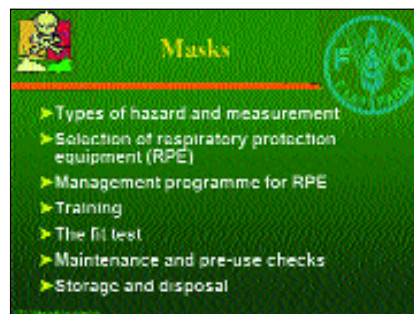 Masks
F A O
➤Types of hazard and measurement
➤Selection of respiratory protection
equipment (RPE)
➤Management programme for RPE
➤Training
➤The fit test
➤Maintenance and pre-use checks
➤Storage and disposal